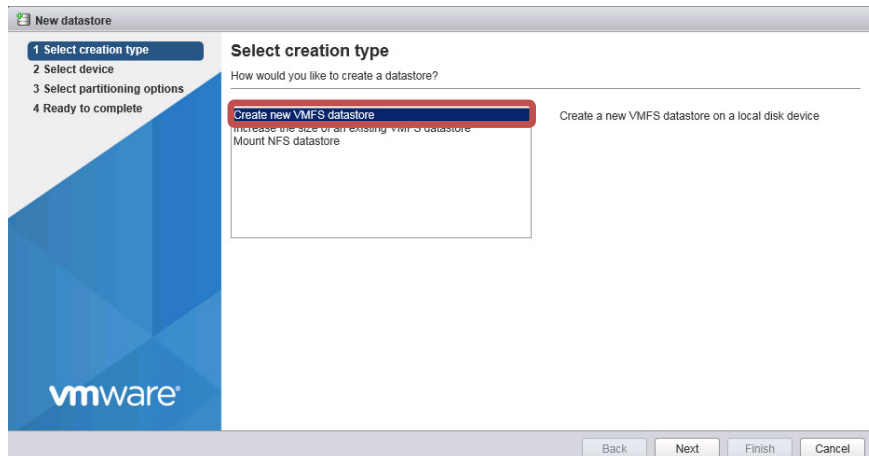 New datastore
1 Select creation type
2 Select device
3 Select partitioning options
4 Ready to complete
Select creation type
How would you like to create a datastore?
Create new VMFS datastore
Increase the size of an existing VMFS datastore
Mount NFS datastore
Create a new VMFS datastore on a local disk device
vmware®
Back Next Finish Cancel